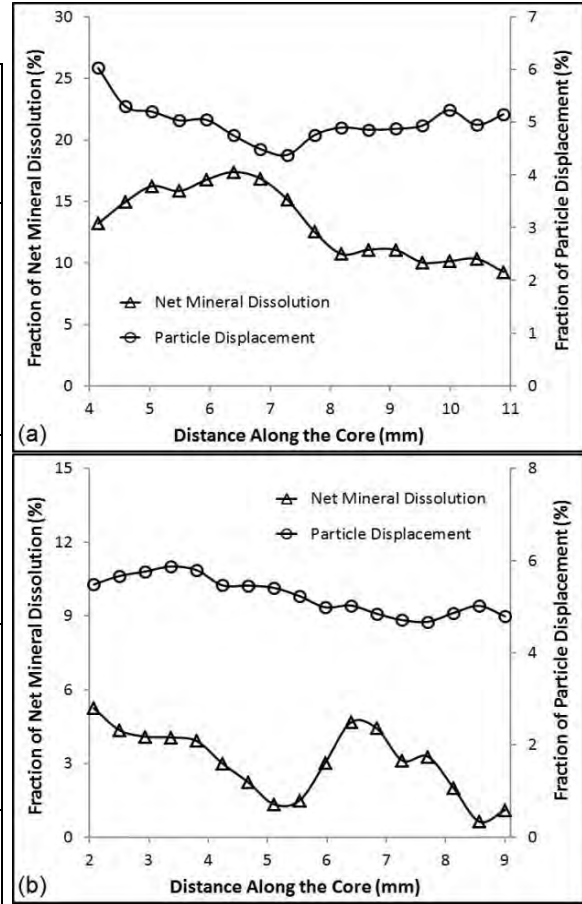 30
25
20
15
10
5
0
Fraction of Net Mineral Dissolution (%)
7
6
5
4
3
2
1
0
Fraction of Particle Displacement (%)
Net Mineral Dissolution
Particle Displacement
4 5 6 7 8 9 10 11
(a)
Distance Along the Core (mm)
15
12
9
6
3
0
Fraction of Net Mineral Dissolution (%)
8
6
4
2
0
Fraction of Particle Displacement (%)
Net Mineral Dissolution
Particle Displacement
2 3 4 5 6 7 8 9
(b)
Distance Along the Core (mm)